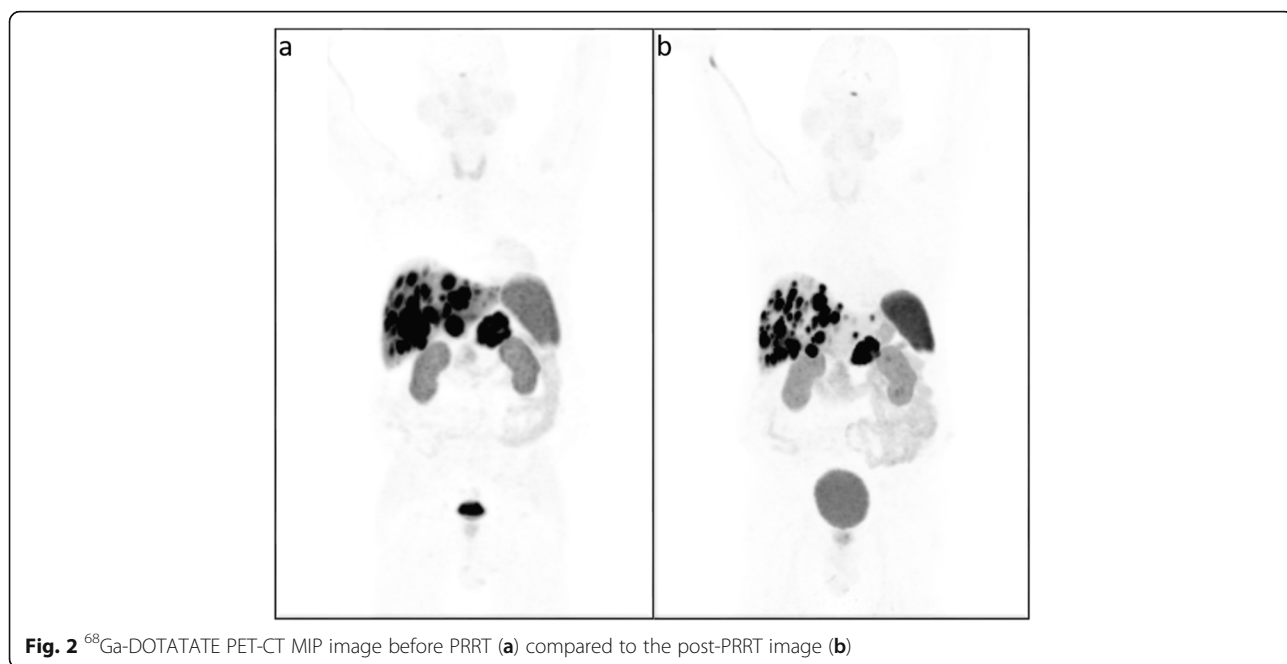 a
b
Fig. 2 ⁶⁸Ga-DOTATATE PET-CT MIP image before PRRT (a) compared to the post-PRRT image (b)